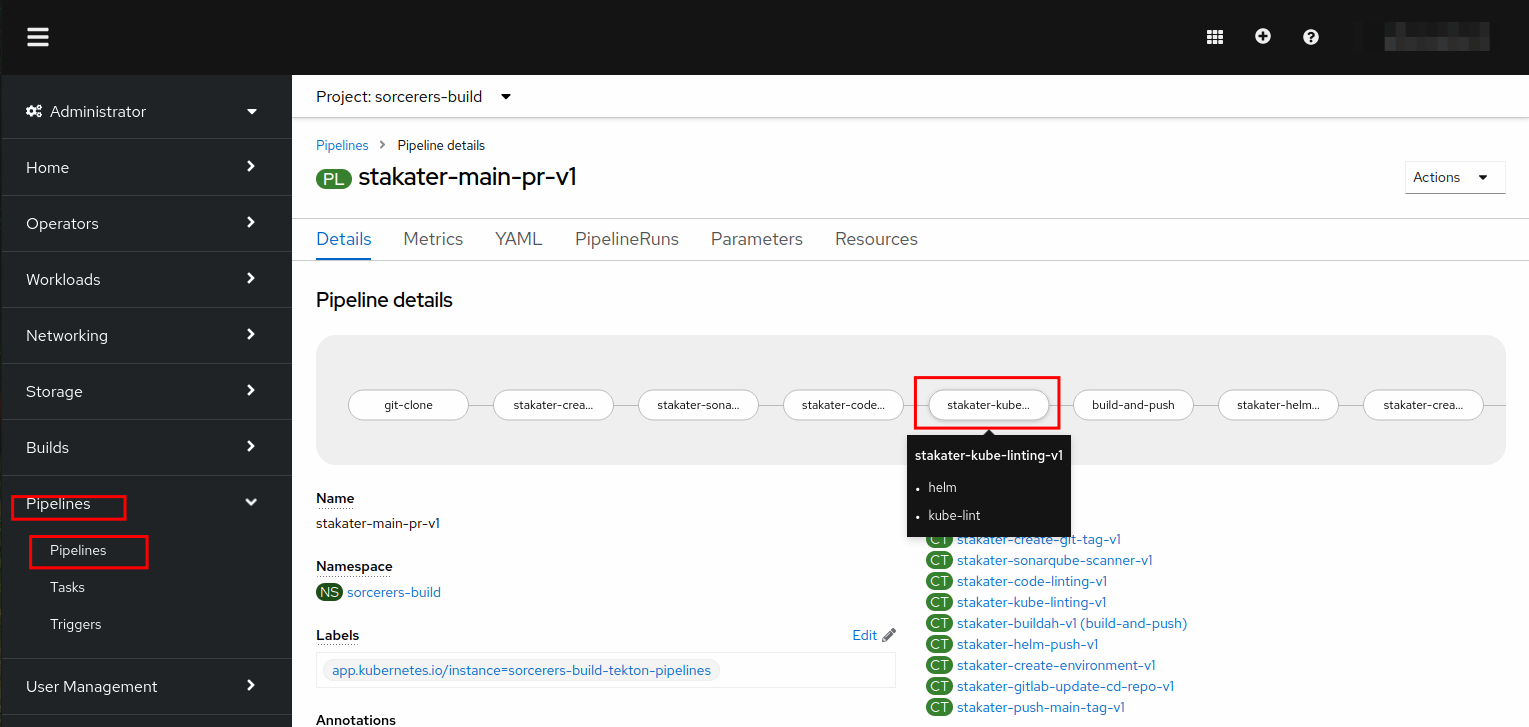 Project: sorcerers-build
Administrator
Home
Operators
Workloads
Networking
Storage
Builds
Pipelines
Pipelines
Tasks
Triggers
User Management
Pipelines > Pipeline details
PL stakater-main-pr-v1
Actions
Details Metrics YAML PipelineRuns Parameters Resources
Pipeline details
git-clone stakater-crea... stakater-sona... stakater-code... stakater-kube... build-and-push stakater-helm... stakater-crea...
stakater-kube-linting-v1
• helm
• kube-lint
Name
stakater-main-pr-v1
Namespace
NS sorcerers-build
Labels
Edit
app.kubernetes.io/instance=sorcerers-build-tekton-pipelines
Annotations
CT stakater-create-git-tag-v1
CT stakater-sonarqube-scanner-v1
CT stakater-code-linting-v1
CT stakater-kube-linting-v1
CT stakater-buildah-v1 (build-and-push)
CT stakater-helm-push-v1
CT stakater-create-environment-v1
CT stakater-gitlab-update-cd-repo-v1
CT stakater-push-main-tag-v1